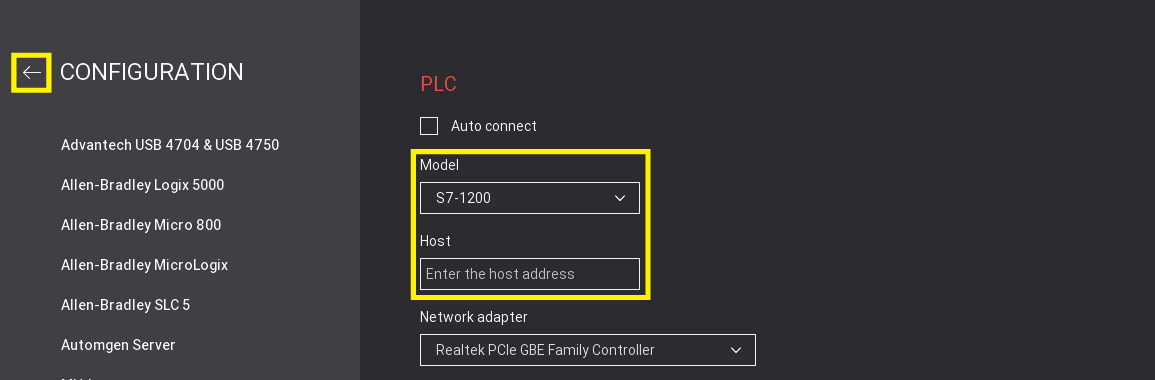 CONFIGURATION
Advantech USB 4704 & USB 4750
Allen-Bradley Logix 5000
Allen-Bradley Micro 800
Allen-Bradley MicroLogix
Allen-Bradley SLC 5
Automgen Server
PLC
Auto connect
Model
S7-1200
Host
Enter the host address
Network adapter
Realtek PCIe GBE Family Controller